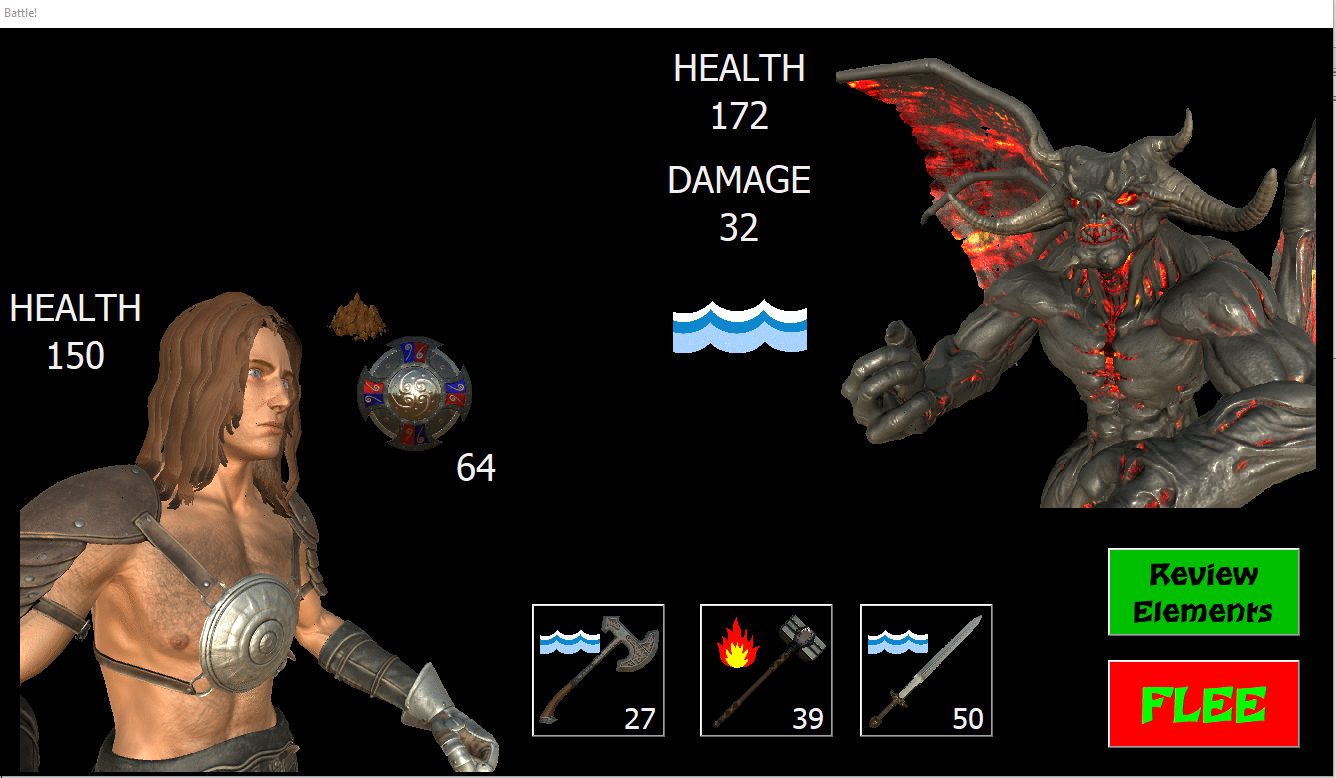 Battle!
HEALTH
172
DAMAGE
32
HEALTH
150
64
27
39
50
Review
Elements
FLEE